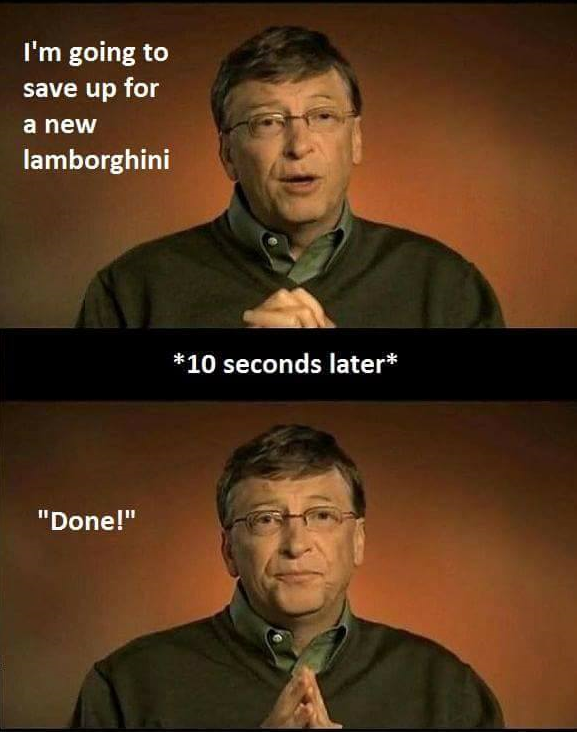 I'm going to
save up for
a new
lamborghini
*10 seconds later*
"Done!"